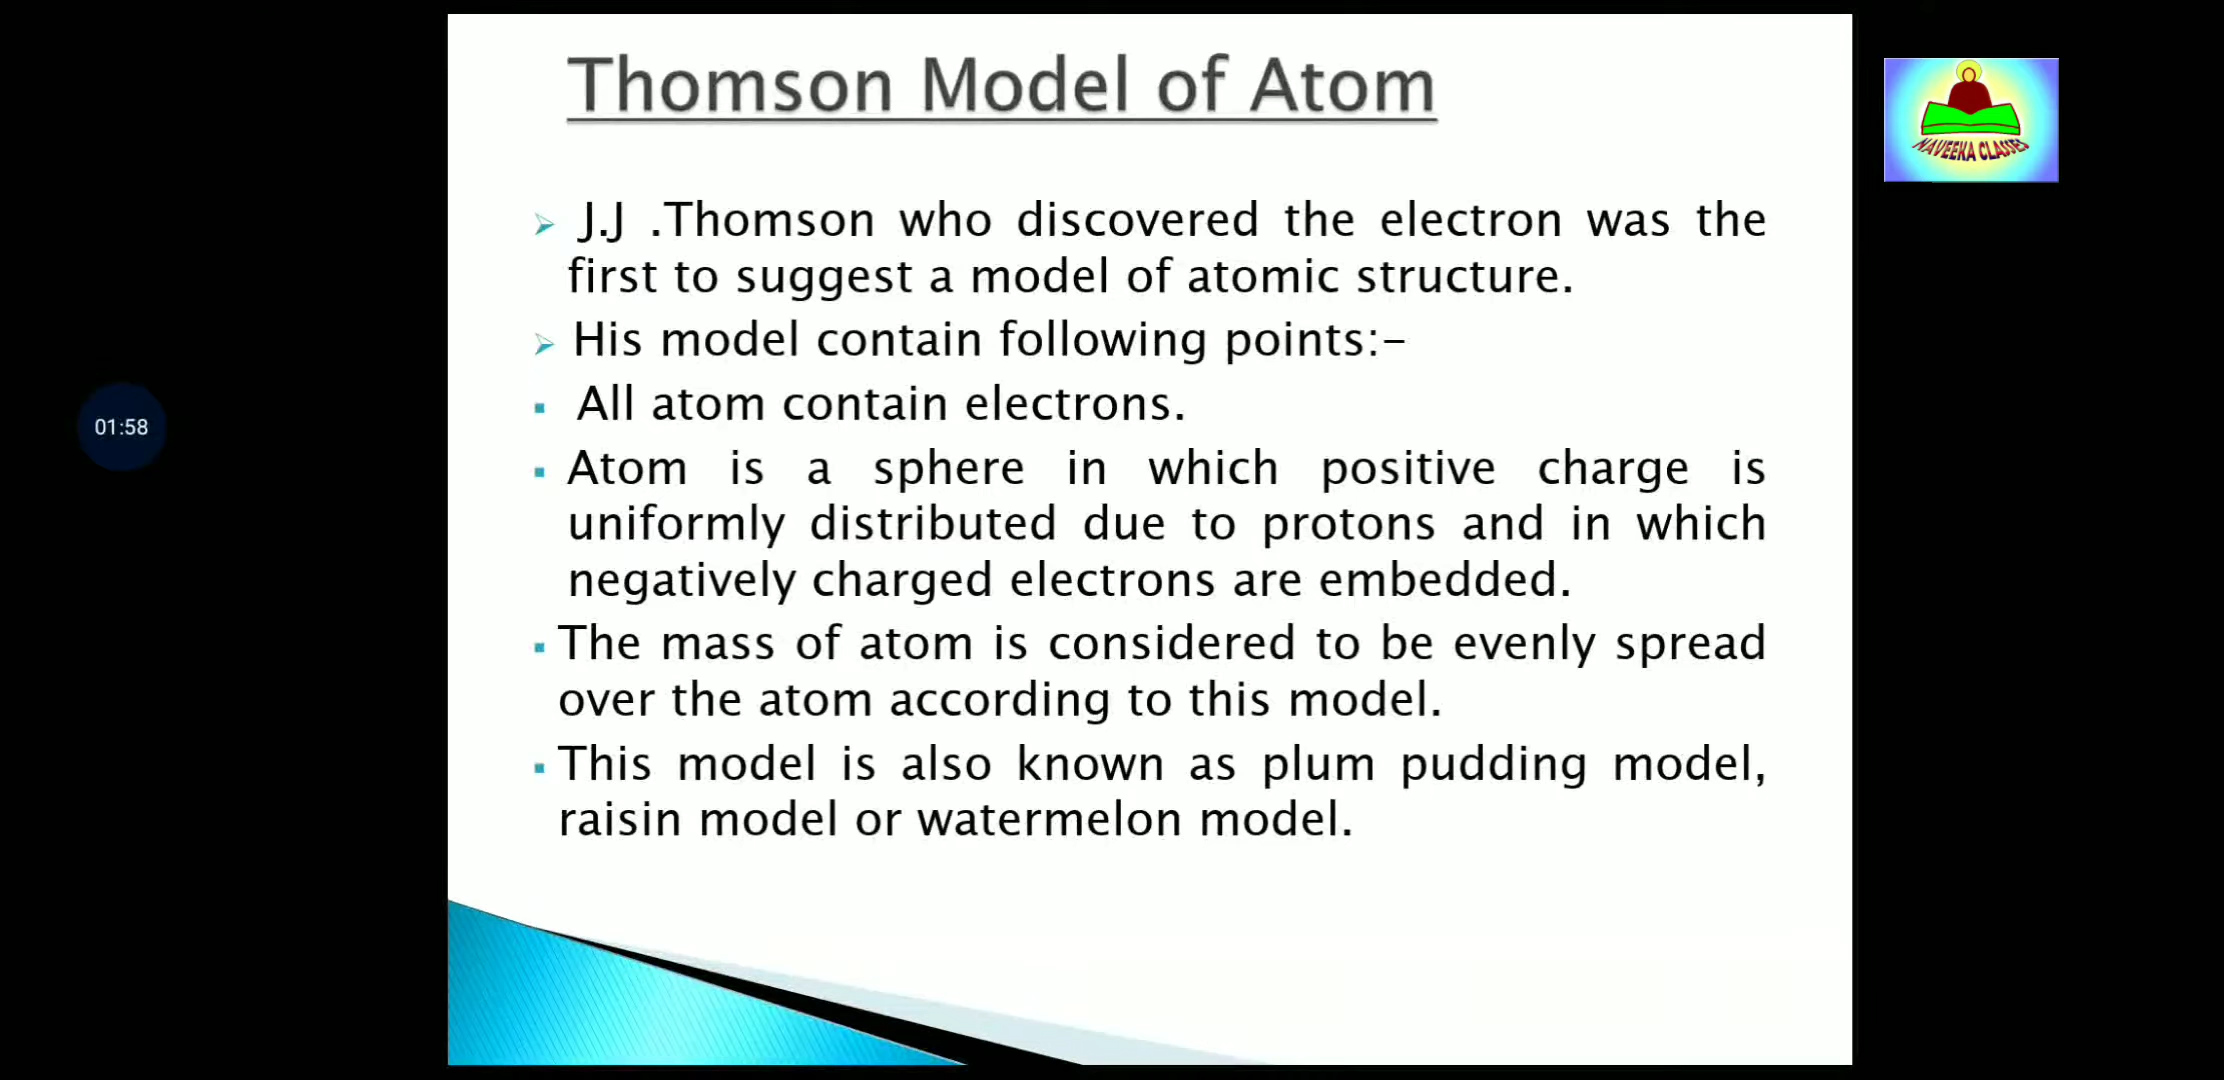 Thomson Model of Atom
NAVEEKA CLASSES
J.J .Thomson who discovered the electron was the
first to suggest a model of atomic structure.
His model contain following points:-
01:58
All atom contain electrons.
Atom is a sphere in which positive charge is
uniformly distributed due to protons and in which
negatively charged electrons are embedded.
The mass of atom is considered to be evenly spread
over the atom according to this model.
This model is also known as plum pudding model,
raisin model or watermelon model.